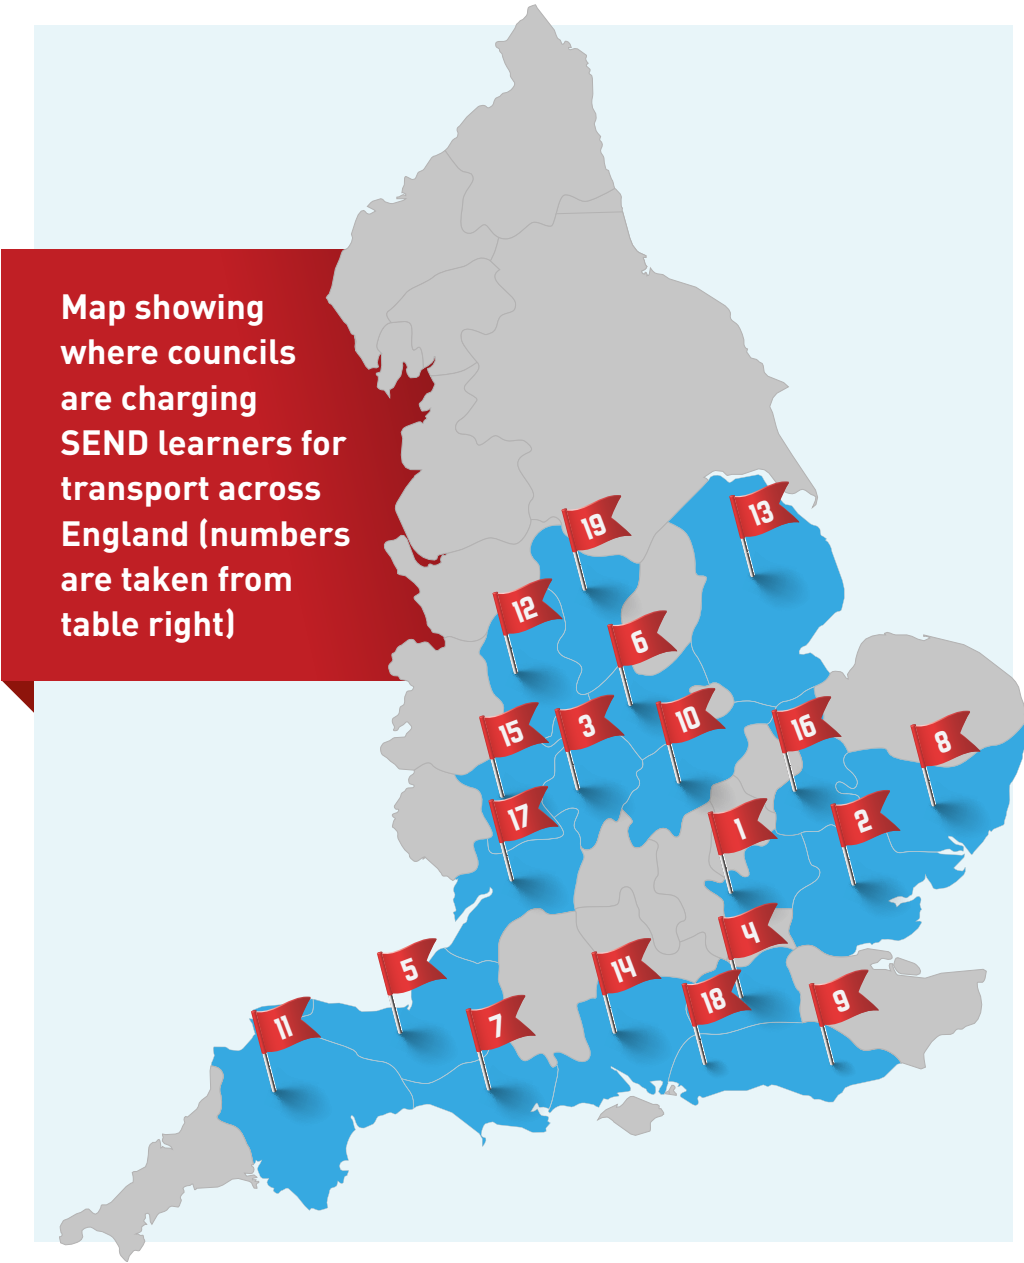 Map showing
where councils
are charging
SEND learners for
transport across
England (numbers
are taken from
table right)
13
19
12
6
15
3
10
16
8
17
1
2
4
5
14
18
9
11
7